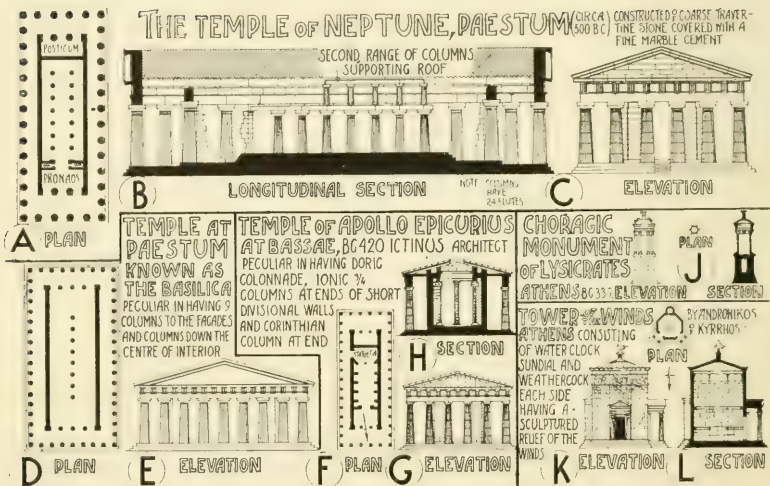 THE TEMPLE OF NEPTUNE, PAESTUM (CIRCA 500 BC)
CONSTRUCTED OF COARSE TRAVER-
TINE STONE COVERED WITH A
FINE MARBLE CEMENT
POSTICUM
PRONAOS
A PLAN
SECOND RANGE OF COLUMNS
SUPPORTING ROOF
B LONGITUDINAL SECTION
NOTE COLUMNS
HAVE
24 FLUTES
C ELEVATION
TEMPLE AT
PAESTUM
KNOWN AS
THE BASILICA
PECULIAR IN HAVING 9
COLUMNS TO THE FAÇADES
AND COLUMNS DOWN THE
CENTRE OF INTERIOR
D PLAN
E ELEVATION
TEMPLE OF APOLLO EPICURIUS
AT BASSAE, BC 420 ICTINUS ARCHITECT
PECULIAR IN HAVING DORIC
COLONNADE, IONIC ¾
COLUMNS AT ENDS OF SHORT
DIVISIONAL WALLS
AND CORINTHIAN
COLUMN AT END
F PLAN
H SECTION
G ELEVATION
CHORAGIC
MONUMENT
OF LYSICRATES
ATHENS ELEVATION
PLAN
J
SECTION
TOWER OF THE WINDS
ATHENS CONSISTING
OF WATER CLOCK
SUNDIAL AND
WEATHERCOCK
EACH SIDE
HAVING A
SCULPTURED
RELIEF OF THE
WINDS
BY ANDRONIKOS
OF KYRRHOS
PLAN
K ELEVATION
L SECTION